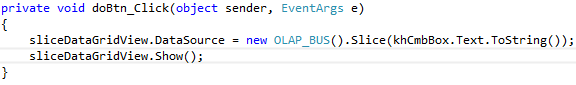 private void doBtn_Click(object sender, EventArgs e)
{
sliceDataGridView.DataSource = new OLAP_BUS().Slice(khCmbBox.Text.ToString());
sliceDataGridView.Show();
}